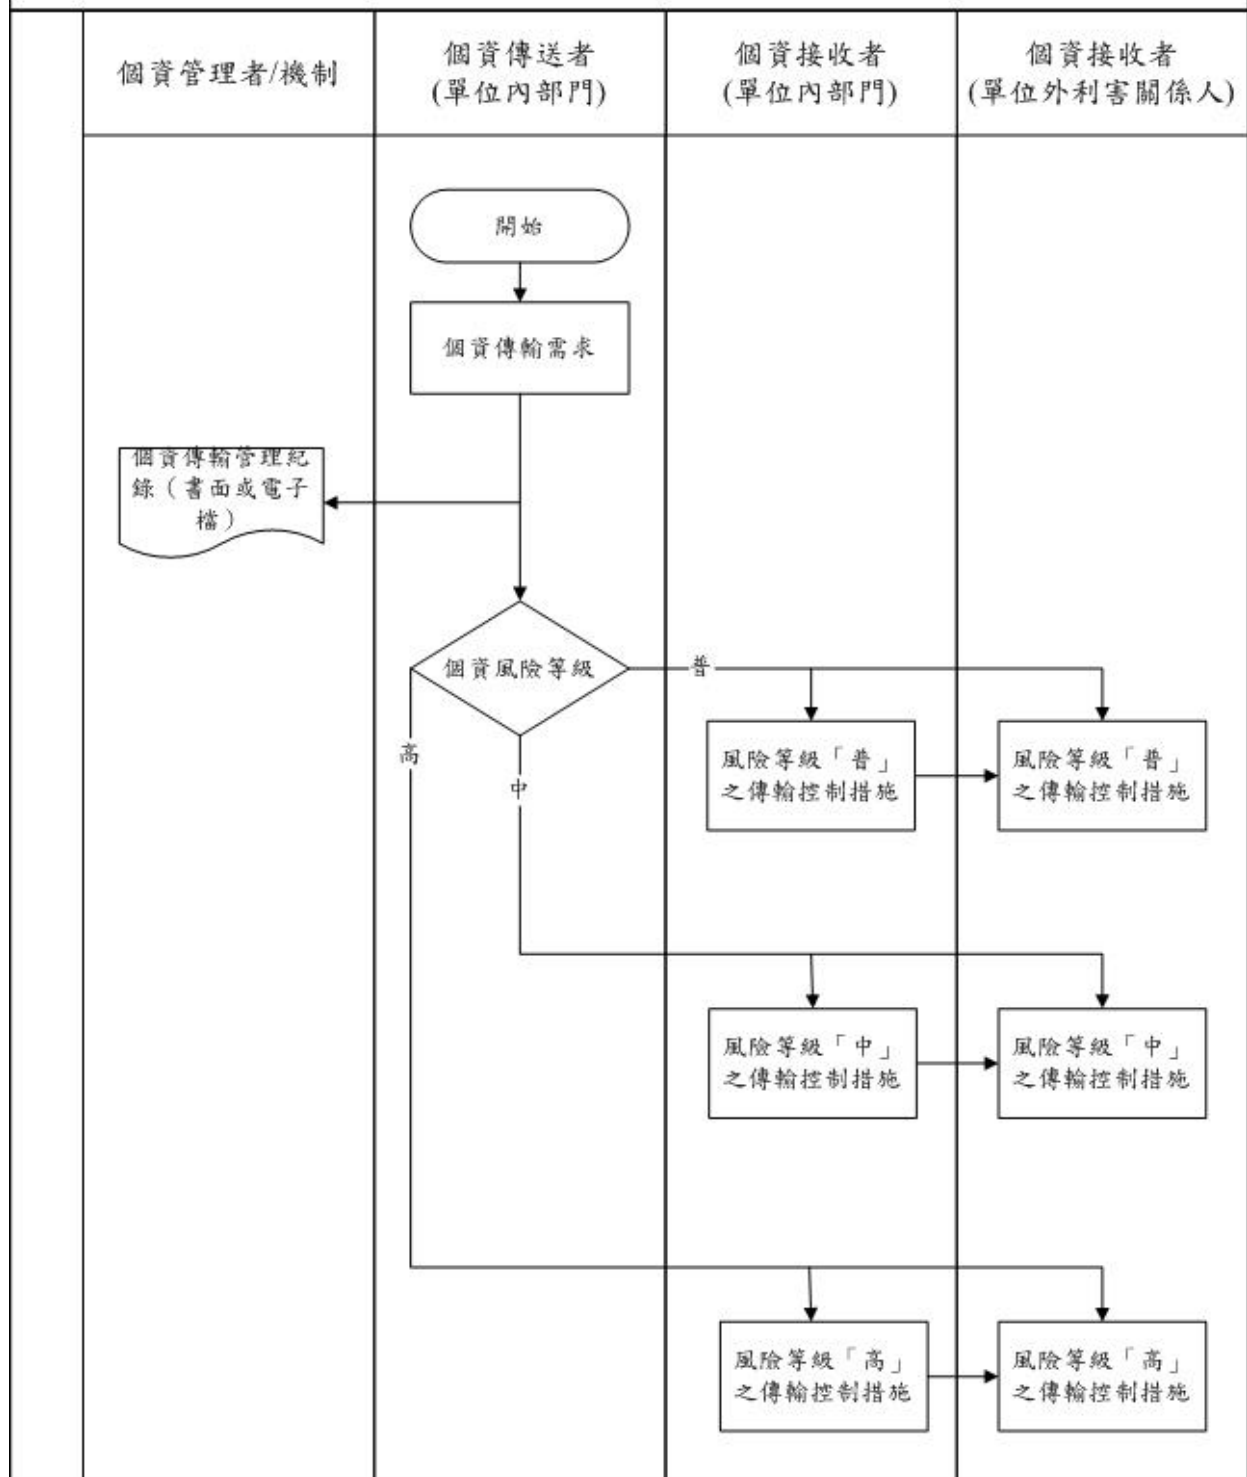 個資管理者/機制
個資傳送者
(單位內部門)
個資接收者
(單位內部門)
個資接收者
(單位外利害關係人)
開始
個資傳輸需求
個資傳輸管理紀
錄（書面或電子
檔）
個資風險等級
普
高
中
風險等級「普」
之傳輸控制措施
風險等級「普」
之傳輸控制措施
風險等級「中」
之傳輸控制措施
風險等級「中」
之傳輸控制措施
風險等級「高」
之傳輸控制措施
風險等級「高」
之傳輸控制措施